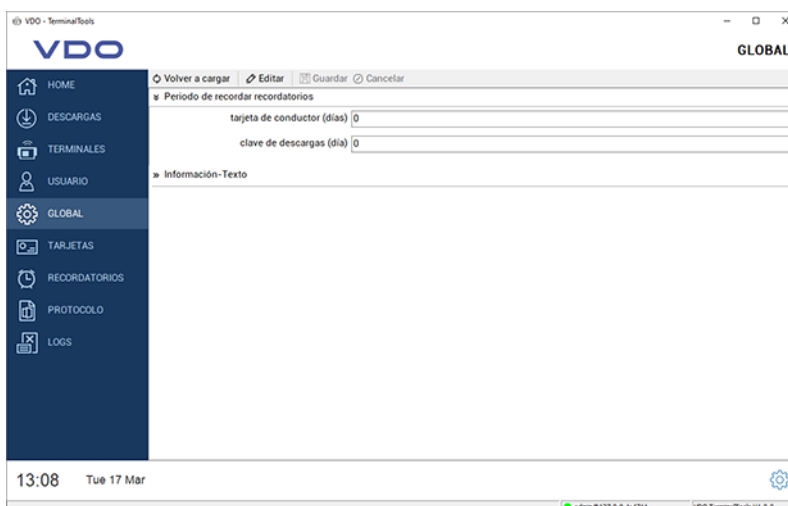 VDO - TerminalTools
VDO
GLOBAL
HOME
DESCARGAS
TERMINALES
USUARIO
GLOBAL
TARJETAS
RECORDATORIOS
PROTOCOLO
LOGS
Volver a cargar Editar Guardar Cancelar
Periodo de recordar recordatorios
tarjeta de conductor (días) 0
clave de descargas (día) 0
Información-Texto
13:08 Tue 17 Mar